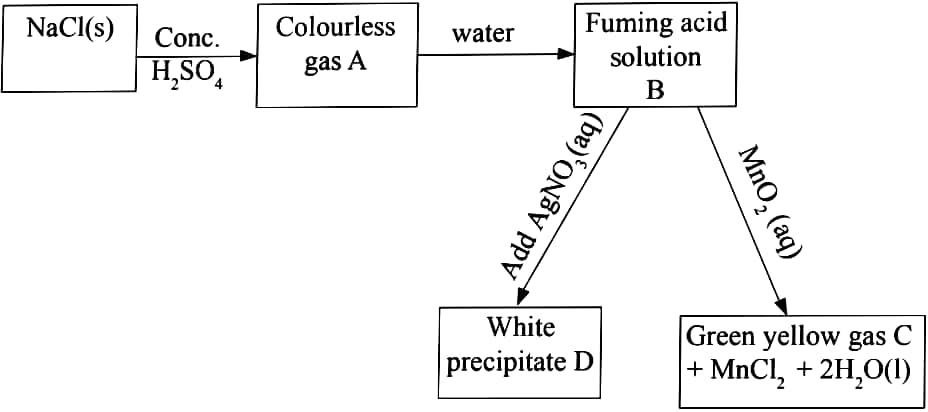 NaCl(s)
Conc.
H₂SO₄
Colourless
gas A
water
Fuming acid
solution
B
Add AgNO₃(aq)
MnO₂ (aq)
White
precipitate D
Green yellow gas C
+ MnCl₂ + 2H₂O(l)